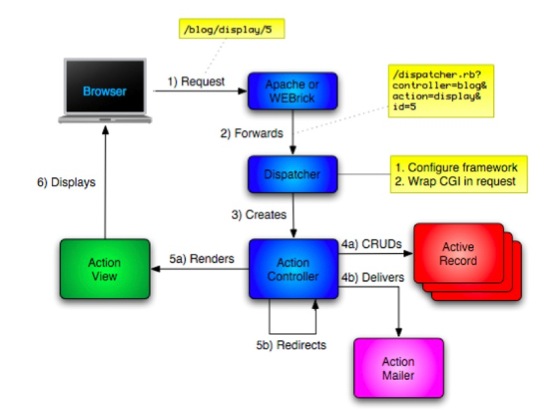 /blog/display/5
1) Request
Browser
Apache or
WEBrick
/dispatcher.rb?
controller=blog&
action=display&
id=5
2) Forwards
Dispatcher
1. Configure framework
2. Wrap CGI in request
6) Displays
3) Creates
Action
View
5a) Renders
Action
Controller
4a) CRUDs
Active
Record
4b) Delivers
5b) Redirects
Action
Mailer